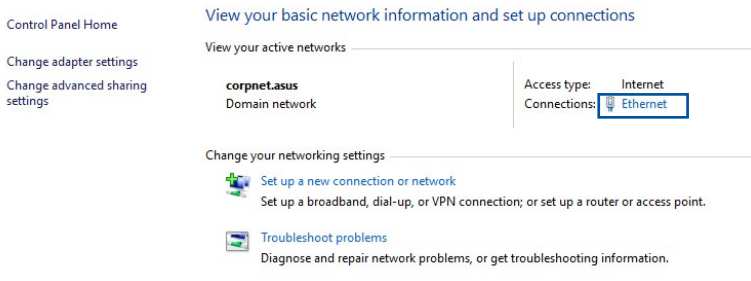 Control Panel Home
Change adapter settings
Change advanced sharing
settings
View your basic network information and set up connections
View your active networks
corpnet.asus
Domain network
Access type: Internet
Connections: Ethernet
Change your networking settings
Set up a new connection or network
Set up a broadband, dial-up, or VPN connection; or set up a router or access point.
Troubleshoot problems
Diagnose and repair network problems, or get troubleshooting information.